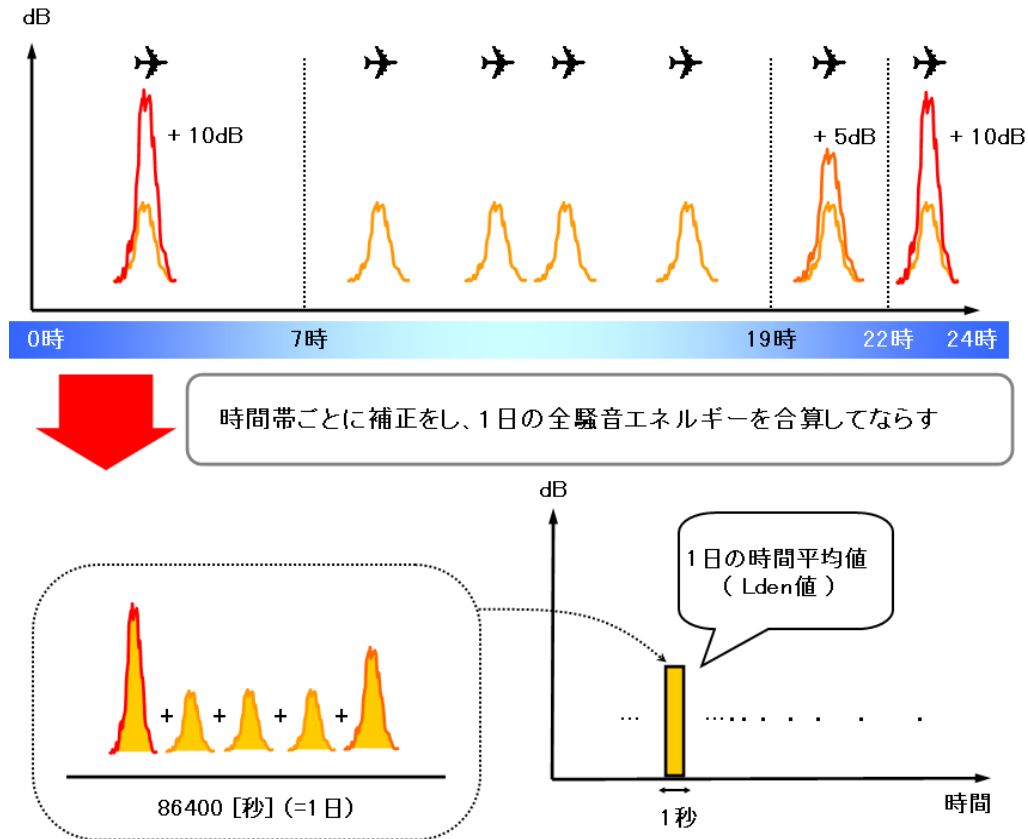 dB
+ 10dB
+ 5dB
+ 10dB
0時 7時 19時 22時 24時
時間帯ごとに補正をし、1日の全騒音エネルギーを合算してならす
dB
1日の時間平均値
( Lden値 )
+ + + +
86400 [秒] (=1日)
… …. . . . . .
1秒
時間